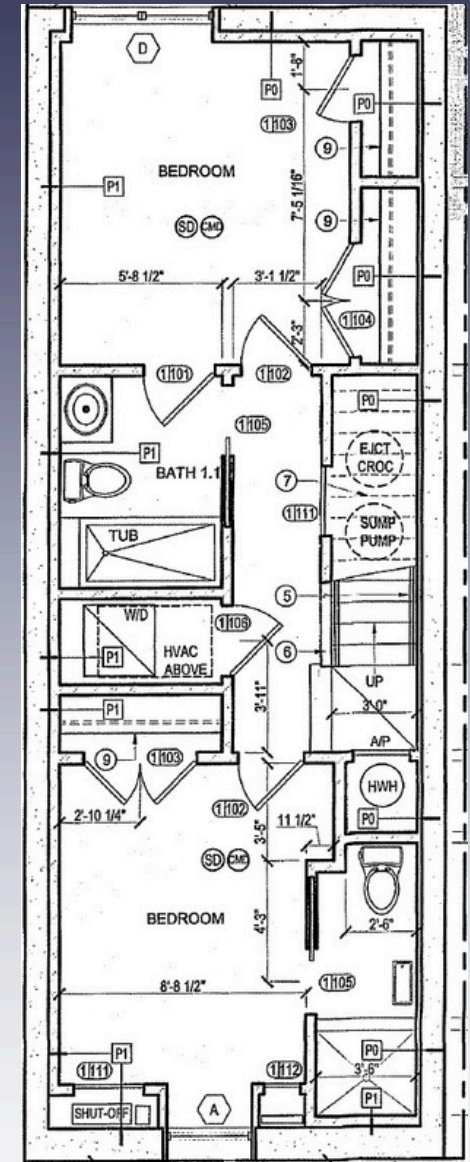 D
1'-8"
P0
P0
1 103
9
BEDROOM
P1
7'-5 1/16"
9
SD CMD
P0
5'-8 1/2"
3'-1 1/2"
1 104
2'-3"
1 101
1 102
P0
1 105
EJCT
CROC
P1
BATH 1.1
7
1 111
SUMP
PUMP
TUB
5
W/D
1 106
P1
HVAC
ABOVE
6
UP
3'-11"
3'-0"
P1
A/P
9
1 103
HWH
1 102
2'-10 1/4"
11 1/2"
P0
3'-5"
SD CMD
BEDROOM
2'-6"
4'-3"
8'-8 1/2"
1 105
P1
P0
1 111
1 112
3'-6"
P1
SHUT-OFF
A